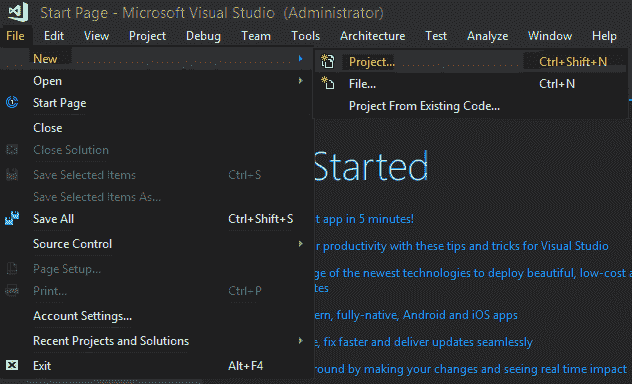 Start Page - Microsoft Visual Studio (Administrator)
File Edit View Project Debug Team Tools Architecture Test Analyze Window Help
New
Project... Ctrl+Shift+N
Open
File... Ctrl+N
Start Page
Project From Existing Code...
Close
Close Solution
Started
Save Selected Items Ctrl+S
Save Selected Items As...
Save All Ctrl+Shift+S
app in 5 minutes!
Source Control
productivity with these tips and tricks for Visual Studio
Page Setup...
of the newest technologies to deploy beautiful, low-cost
Print... Ctrl+P
Account Settings...
fully-native, Android and iOS apps
Recent Projects and Solutions
fix faster and deliver updates seamlessly
Exit Alt+F4
by making your changes and seeing real time impact